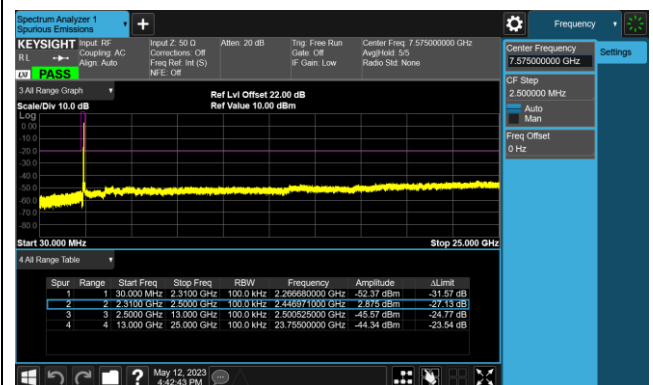 Spectrum Analyzer 1
Spurious Emissions
Frequency
KEYSIGHT
Input: RF
Input Z: 50 Ω
Atten: 20 dB
Trig: Free Run
Center Freq: 7.575000000 GHz
Center Frequency
Settings
R L
Coupling: AC
Corrections: Off
Gate: Off
Avg|Hold: 5/5
7.575000000 GHz
Align: Auto
Freq Ref: Int (S)
IF Gain: Low
Radio Std: None
LXI PASS
NFE: Off
CF Step
2.500000 MHz
3 All Range Graph
Ref Lvl Offset 22.00 dB
Scale/Div 10.0 dB
Ref Value 10.00 dBm
Auto
Man
Log
0.00
-10.0
-20.0
-30.0
-40.0
-50.0
-60.0
-70.0
-80.0
Freq Offset
0 Hz
Start 30.000 MHz
Stop 25.000 GHz
4 All Range Table
Spur Range Start Freq Stop Freq RBW Frequency Amplitude ΔLimit
1 1 30.000 MHz 2.3100 GHz 100.0 kHz 2.266680000 GHz -52.37 dBm -31.57 dB
2 2 2.3100 GHz 2.5000 GHz 100.0 kHz 2.446971000 GHz 2.875 dBm -27.13 dB
3 3 2.5000 GHz 13.000 GHz 100.0 kHz 2.500525000 GHz -45.57 dBm -24.77 dB
4 4 13.000 GHz 25.000 GHz 100.0 kHz 23.75500000 GHz -44.34 dBm -23.54 dB
May 12, 2023
4:42:43 PM